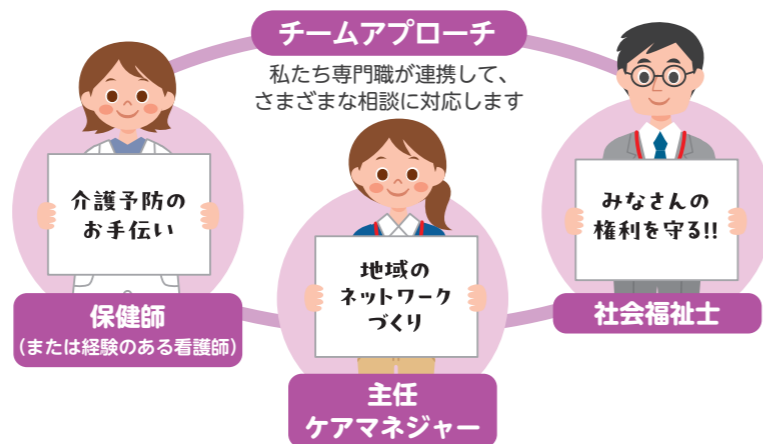 チームアプローチ
私たち専門職が連携して、
さまざまな相談に対応します
介護予防の
お手伝い
保健師
（または経験のある看護師）
地域の
ネットワーク
づくり
主任
ケアマネジャー
みなさんの
権利を守る!!
社会福祉士